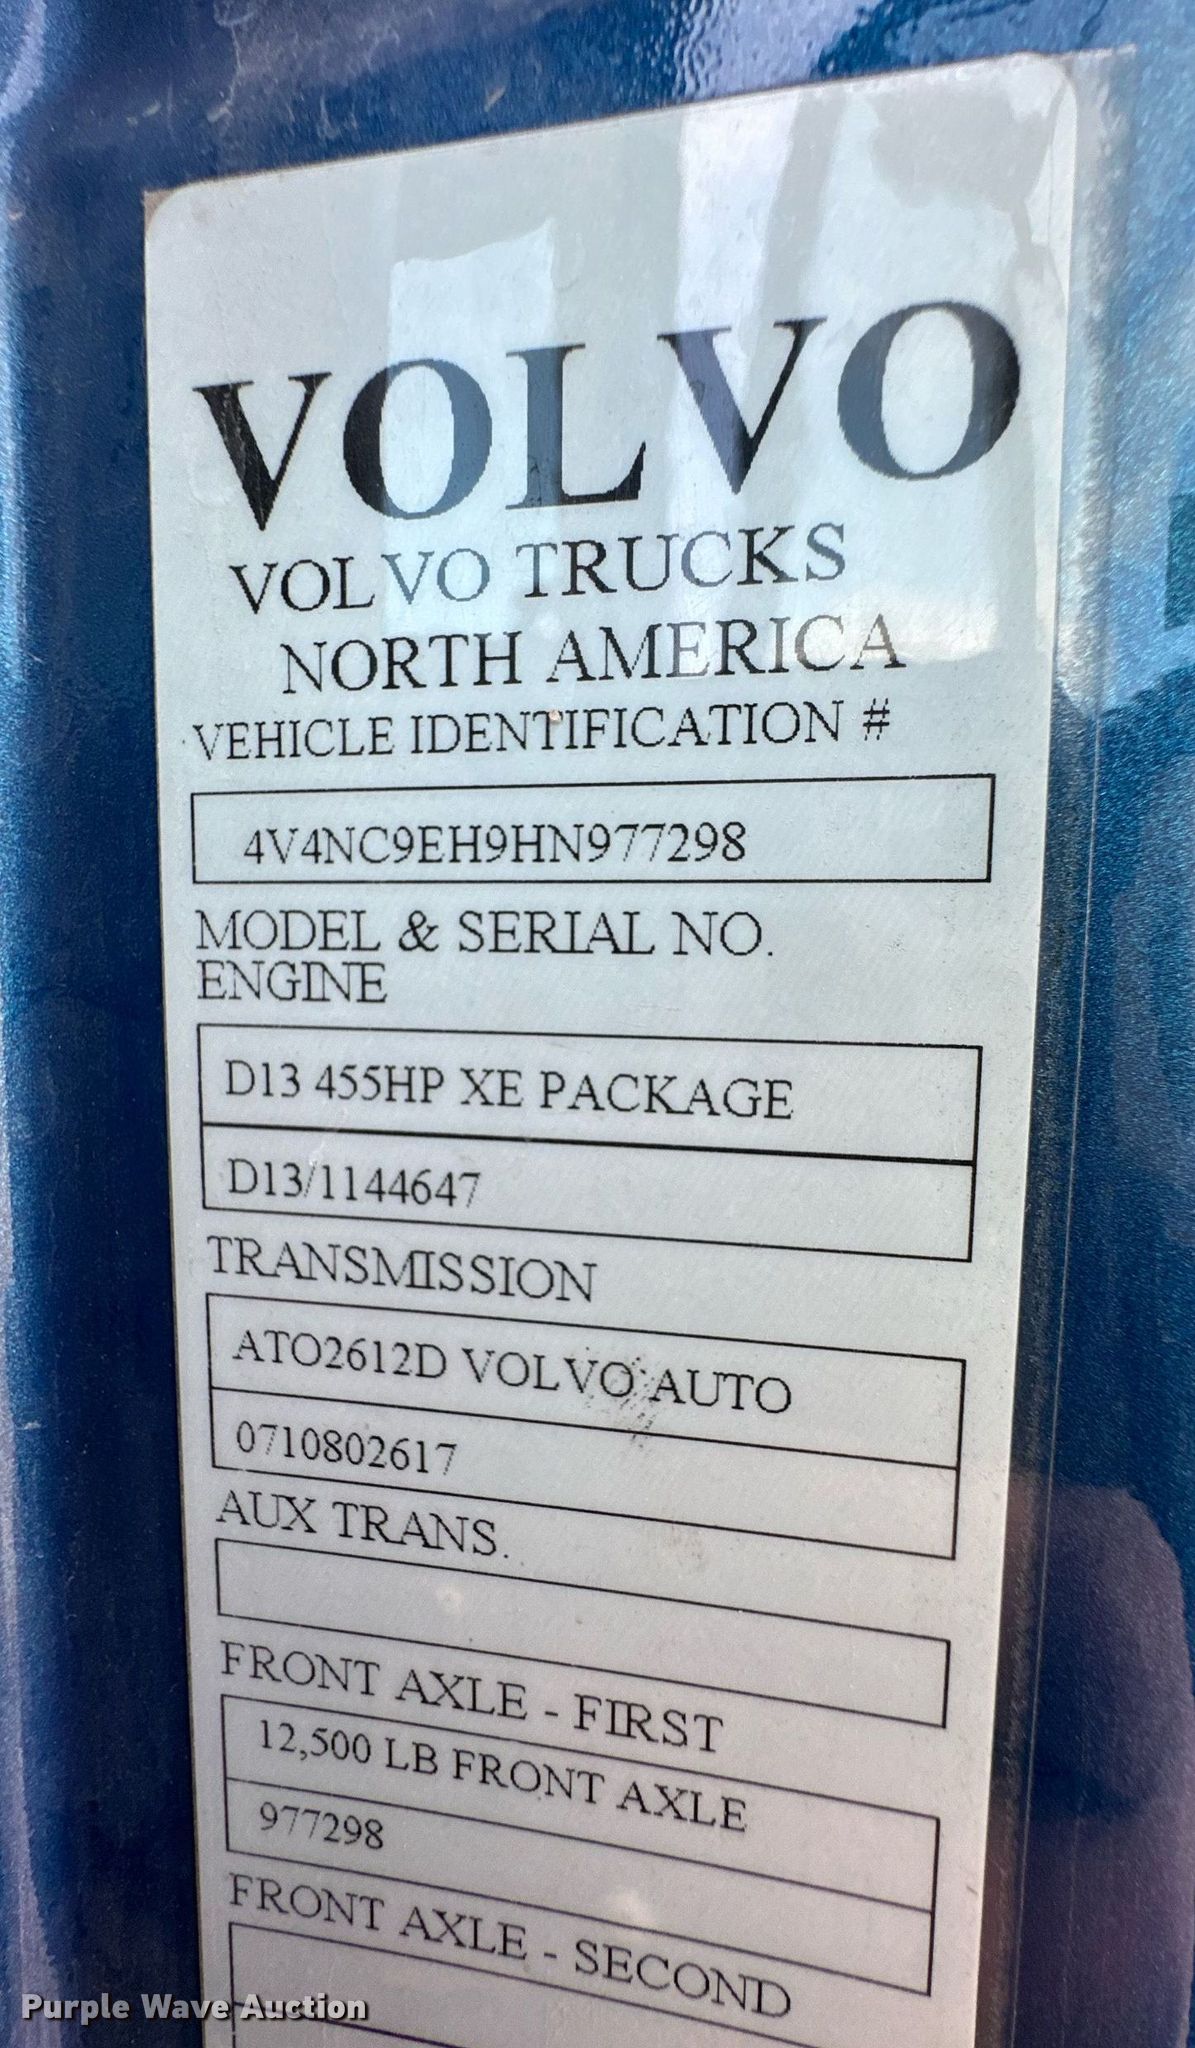 VOLVO
VOLVO TRUCKS
NORTH AMERICA
VEHICLE IDENTIFICATION #
4V4NC9EH9HN977298
MODEL & SERIAL NO.
ENGINE
D13 455HP XE PACKAGE
D13/1144647
TRANSMISSION
ATO2612D VOLVO AUTO
0710802617
AUX TRANS.
FRONT AXLE - FIRST
12,500 LB FRONT AXLE
977298
FRONT AXLE - SECOND
Purple Wave Auction